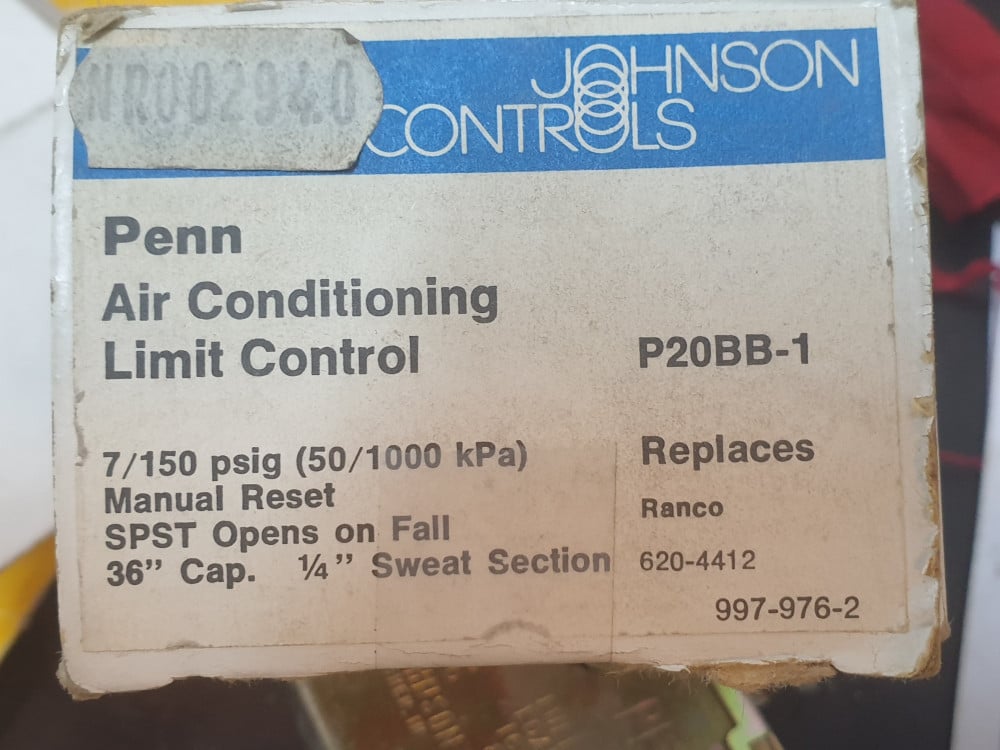 NR002940
JOHNSON
CONTROLS
Penn
Air Conditioning
Limit Control
P20BB-1
7/150 psig (50/1000 kPa)
Manual Reset
SPST Opens on Fall
36” Cap. ¼” Sweat Section
Replaces
Ranco
620-4412
997-976-2